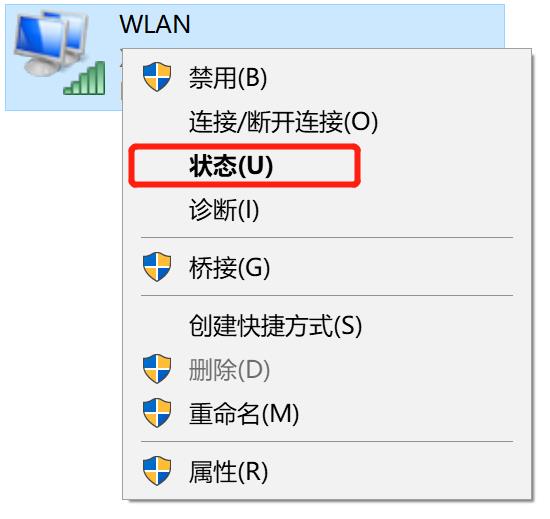 WLAN
禁用(B)
连接/断开连接(O)
状态(U)
诊断(I)
桥接(G)
创建快捷方式(S)
删除(D)
重命名(M)
属性(R)